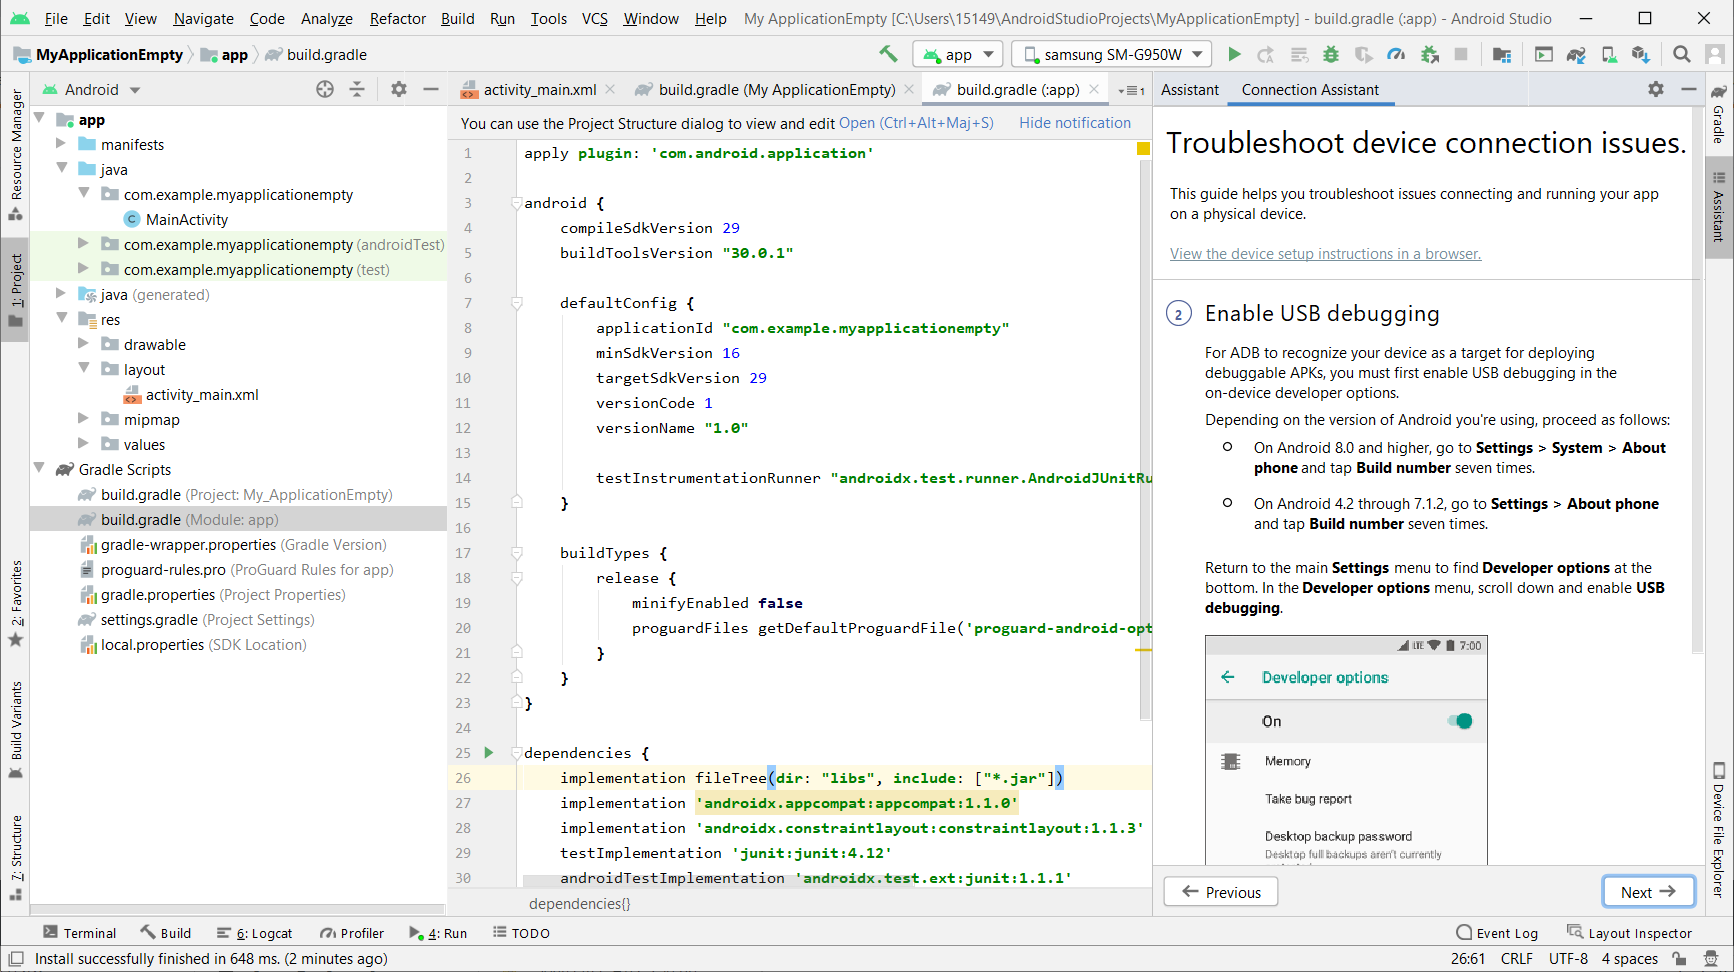 File Edit View Navigate Code Analyze Refactor Build Run Tools VCS Window Help My ApplicationEmpty [C:\Users\15149\AndroidStudioProjects\MyApplicationEmpty] - build.gradle (:app) - Android Studio
MyApplicationEmpty app build.gradle
app samsung SM-G950W
Android
activity_main.xml build.gradle (My ApplicationEmpty) build.gradle (:app) 1
Assistant Connection Assistant
Resource Manager
1: Project
2: Favorites
Build Variants
7: Structure
app
manifests
java
com.example.myapplicationempty
C MainActivity
com.example.myapplicationempty (androidTest)
com.example.myapplicationempty (test)
java (generated)
res
drawable
layout
activity_main.xml
mipmap
values
Gradle Scripts
build.gradle (Project: My_ApplicationEmpty)
build.gradle (Module: app)
gradle-wrapper.properties (Gradle Version)
proguard-rules.pro (ProGuard Rules for app)
gradle.properties (Project Properties)
settings.gradle (Project Settings)
local.properties (SDK Location)
You can use the Project Structure dialog to view and edit Open (Ctrl+Alt+Maj+S) Hide notification
1 apply plugin: 'com.android.application'
2
3 android {
4 compileSdkVersion 29
5 buildToolsVersion "30.0.1"
6
7 defaultConfig {
8 applicationId "com.example.myapplicationempty"
9 minSdkVersion 16
10 targetSdkVersion 29
11 versionCode 1
12 versionName "1.0"
13
14 testInstrumentationRunner "androidx.test.runner.AndroidJUnitRu
15 }
16
17 buildTypes {
18 release {
19 minifyEnabled false
20 proguardFiles getDefaultProguardFile('proguard-android-opt
21 }
22 }
23 }
24
25 dependencies {
26 implementation fileTree(dir: "libs", include: ["*.jar"])
27 implementation 'androidx.appcompat:appcompat:1.1.0'
28 implementation 'androidx.constraintlayout:constraintlayout:1.1.3'
29 testImplementation 'junit:junit:4.12'
30 androidTestImplementation 'androidx.test.ext:junit:1.1.1'
dependencies{}
Troubleshoot device connection issues.
This guide helps you troubleshoot issues connecting and running your app
on a physical device.
View the device setup instructions in a browser.
2 Enable USB debugging
For ADB to recognize your device as a target for deploying
debuggable APKs, you must first enable USB debugging in the
on-device developer options.
Depending on the version of Android you're using, proceed as follows:
On Android 8.0 and higher, go to Settings > System > About
phone and tap Build number seven times.
On Android 4.2 through 7.1.2, go to Settings > About phone
and tap Build number seven times.
Return to the main Settings menu to find Developer options at the
bottom. In the Developer options menu, scroll down and enable USB
debugging.
LTE 7:00
Developer options
On
Memory
Take bug report
Desktop backup password
Desktop full backups aren't currently
Previous Next
Gradle
Assistant
Device File Explorer
Terminal Build 6: Logcat Profiler 4: Run TODO Event Log Layout Inspector
Install successfully finished in 648 ms. (2 minutes ago) 26:61 CRLF UTF-8 4 spaces